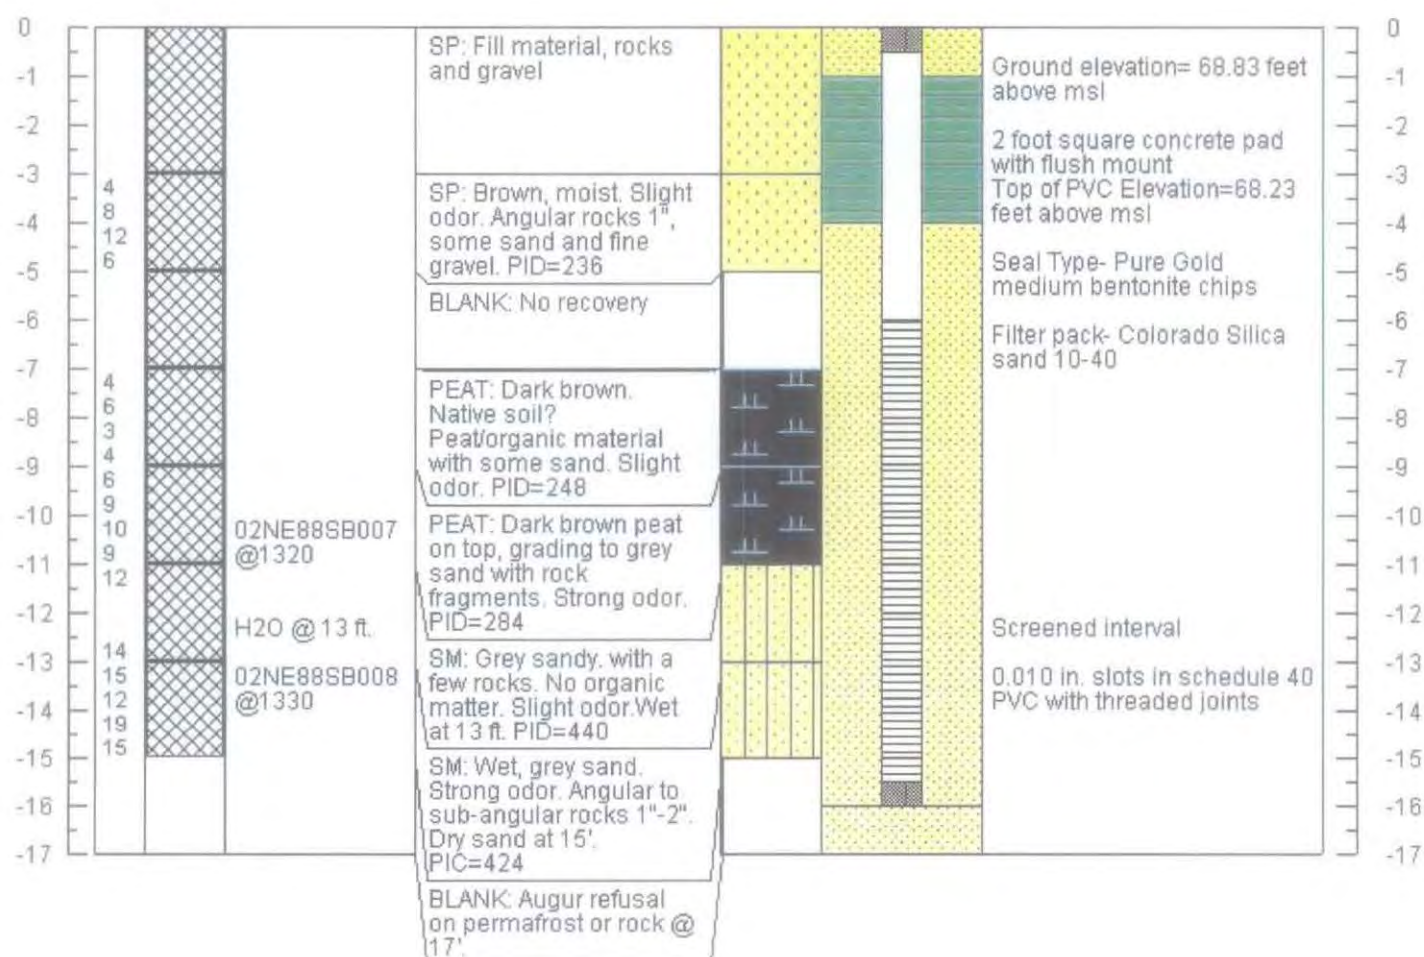 0
-1
-2
-3
-4
-5
-6
-7
-8
-9
-10
-11
-12
-13
-14
-15
-16
-17
4
8
12
6
4
6
3
4
6
9
10
9
12
14
15
12
19
15
02NE88SB007
@1320
H2O @ 13 ft.
02NE88SB008
@1330
SP: Fill material, rocks
and gravel
SP: Brown, moist. Slight
odor. Angular rocks 1",
some sand and fine
gravel. PID=236
BLANK: No recovery
PEAT: Dark brown.
Native soil?
Peat/organic material
with some sand. Slight
odor. PID=248
PEAT: Dark brown peat
on top, grading to grey
sand with rock
fragments. Strong odor.
PID=284
SM: Grey sandy. with a
few rocks. No organic
matter. Slight odor.Wet
at 13 ft. PID=440
SM: Wet, grey sand.
Strong odor. Angular to
sub-angular rocks 1"-2".
Dry sand at 15'.
PIC=424
BLANK: Augur refusal
on permafrost or rock @
17'.
Ground elevation= 68.83 feet
above msl
2 foot square concrete pad
with flush mount
Top of PVC Elevation=68.23
feet above msl
Seal Type- Pure Gold
medium bentonite chips
Filter pack- Colorado Silica
sand 10-40
Screened interval
0.010 in. slots in schedule 40
PVC with threaded joints
0
-1
-2
-3
-4
-5
-6
-7
-8
-9
-10
-11
-12
-13
-14
-15
-16
-17